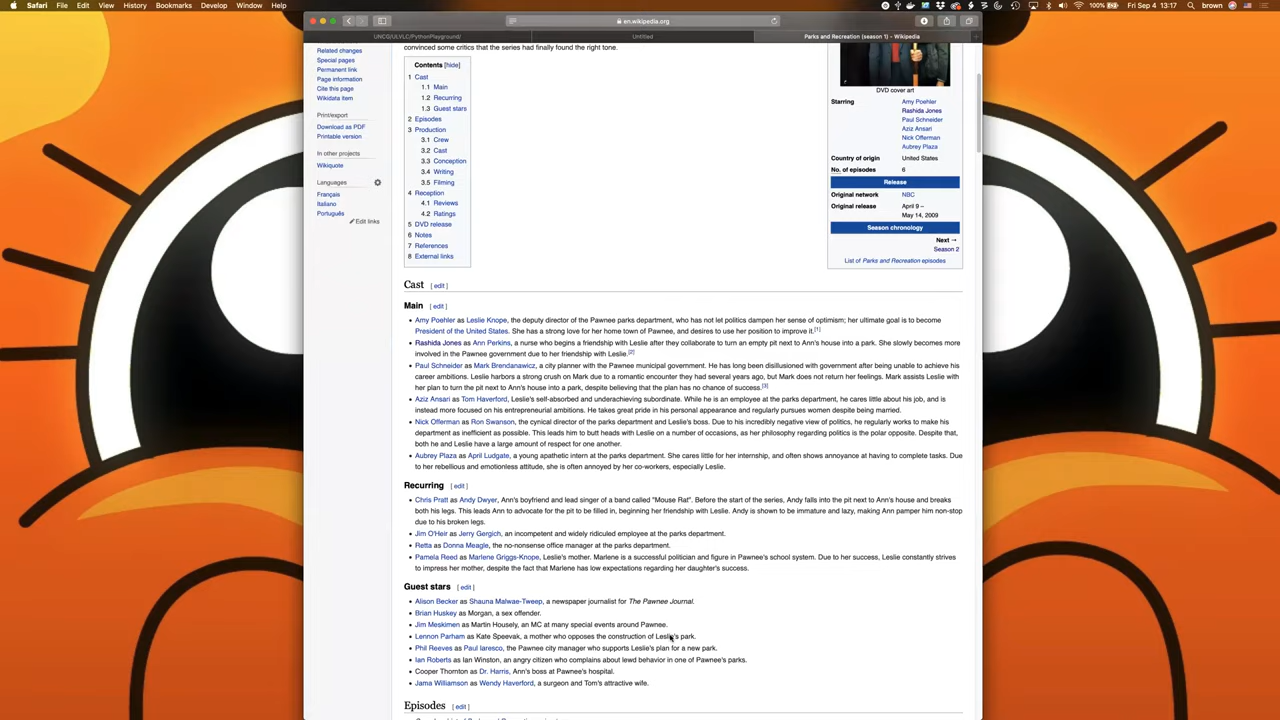 Safari File Edit View History Bookmarks Develop Window Help 100% Fri Sep 4 13:17 brown
en.wikipedia.org
UNCG/ULVLC/PythonPlayground/ Untitled Parks and Recreation (season 1) - Wikipedia
Related changes
Special pages
Permanent link
Page information
Cite this page
Wikidata item
Print/export
Download as PDF
Printable version
In other projects
Wikiquote
Languages
Français
Italiano
Português
Edit links
convinced some critics that the series had finally found the right tone.
Contents [hide]
1 Cast
1.1 Main
1.2 Recurring
1.3 Guest stars
2 Episodes
3 Production
3.1 Crew
3.2 Cast
3.3 Conception
3.4 Writing
3.5 Filming
4 Reception
4.1 Reviews
4.2 Ratings
5 DVD release
6 Notes
7 References
8 External links
DVD cover art
Starring Amy Poehler
Rashida Jones
Paul Schneider
Aziz Ansari
Nick Offerman
Aubrey Plaza
Country of origin United States
No. of episodes 6
Release
Original network NBC
Original release April 9 –
May 14, 2009
Season chronology
Next →
Season 2
List of Parks and Recreation episodes
Cast [ edit ]
Main [ edit ]
• Amy Poehler as Leslie Knope, the deputy director of the Pawnee parks department, who has not let politics dampen her sense of optimism; her ultimate goal is to become
President of the United States. She has a strong love for her home town of Pawnee, and desires to use her position to improve it.[1]
• Rashida Jones as Ann Perkins, a nurse who begins a friendship with Leslie after they collaborate to turn an empty pit next to Ann's house into a park. She slowly becomes more
involved in the Pawnee government due to her friendship with Leslie.[2]
• Paul Schneider as Mark Brendanawicz, a city planner with the Pawnee municipal government. He has long been disillusioned with government after being unable to achieve his
career ambitions. Leslie harbors a strong crush on Mark due to a romantic encounter they had several years ago, but Mark does not return her feelings. Mark assists Leslie with
her plan to turn the pit next to Ann's house into a park, despite believing that the plan has no chance of success.[3]
• Aziz Ansari as Tom Haverford, Leslie's self-absorbed and underachieving subordinate. While he is an employee at the parks department, he cares little about his job, and is
instead more focused on his entrepreneurial ambitions. He takes great pride in his personal appearance and regularly pursues women despite being married.
• Nick Offerman as Ron Swanson, the cynical director of the parks department and Leslie's boss. Due to his incredibly negative view of politics, he regularly works to make his
department as inefficient as possible. This leads him to butt heads with Leslie on a number of occasions, as her philosophy regarding politics is the polar opposite. Despite that,
both he and Leslie have a large amount of respect for one another.
• Aubrey Plaza as April Ludgate, a young apathetic intern at the parks department. She cares little for her internship, and often shows annoyance at having to complete tasks. Due
to her rebellious and emotionless attitude, she is often annoyed by her co-workers, especially Leslie.
Recurring [ edit ]
• Chris Pratt as Andy Dwyer, Ann's boyfriend and lead singer of a band called "Mouse Rat". Before the start of the series, Andy falls into the pit next to Ann's house and breaks
both his legs. This leads Ann to advocate for the pit to be filled in, beginning her friendship with Leslie. Andy is shown to be immature and lazy, making Ann pamper him non-stop
due to his broken legs.
• Jim O'Heir as Jerry Gergich, an incompetent and widely ridiculed employee at the parks department.
• Retta as Donna Meagle, the no-nonsense office manager at the parks department.
• Pamela Reed as Marlene Griggs-Knope, Leslie's mother. Marlene is a successful politician and figure in Pawnee's school system. Due to her success, Leslie constantly strives
to impress her mother, despite the fact that Marlene has low expectations regarding her daughter's success.
Guest stars [ edit ]
• Alison Becker as Shauna Malwae-Tweep, a newspaper journalist for The Pawnee Journal.
• Brian Huskey as Morgan, a sex offender.
• Jim Meskimen as Martin Housely, an MC at many special events around Pawnee.
• Lennon Parham as Kate Speevak, a mother who opposes the construction of Leslie's park.
• Phil Reeves as Paul Iaresco, the Pawnee city manager who supports Leslie's plan for a new park.
• Ian Roberts as Ian Winston, an angry citizen who complains about lewd behavior in one of Pawnee's parks.
• Cooper Thornton as Dr. Harris, Ann's boss at Pawnee's hospital.
• Jama Williamson as Wendy Haverford, a surgeon and Tom's attractive wife.
Episodes [ edit ]